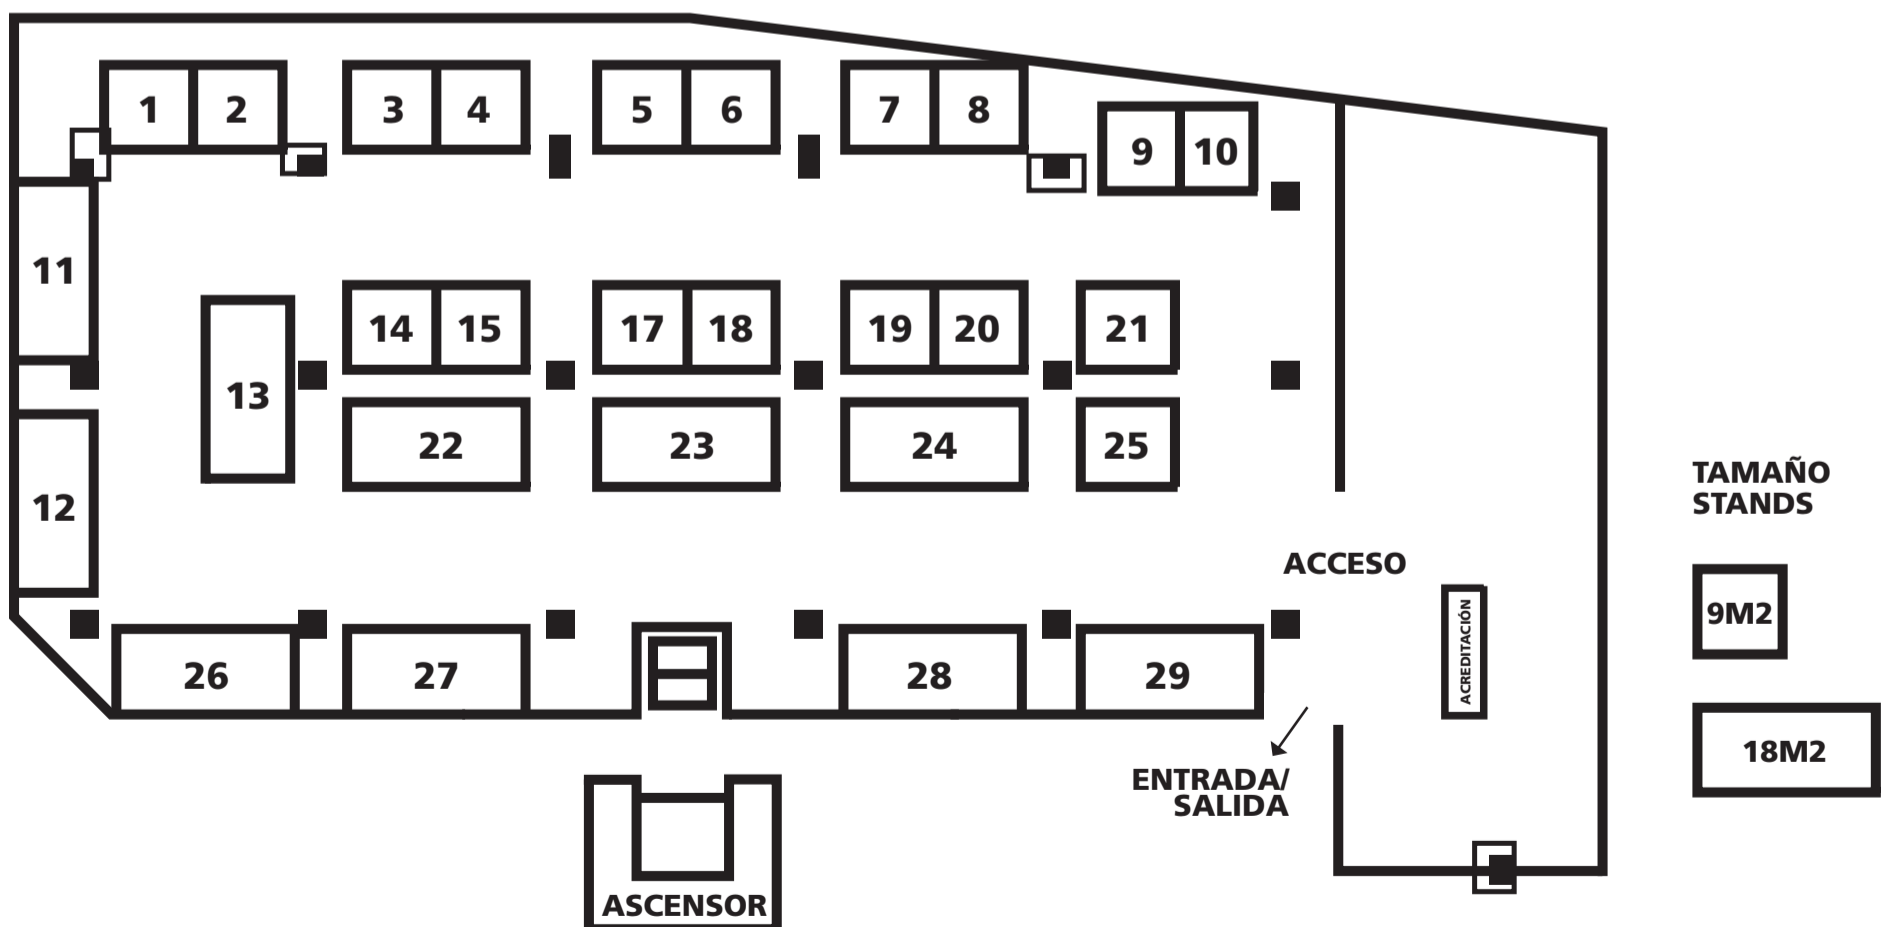 1 2 3 4 5 6 7 8
9 10
11
14 15 17 18 19 20 21
13
22 23 24 25
12
26 27 28 29
ACCESO
ACREDITACIÓN
ENTRADA/
SALIDA
ASCENSOR
TAMAÑO
STANDS
9M2
18M2